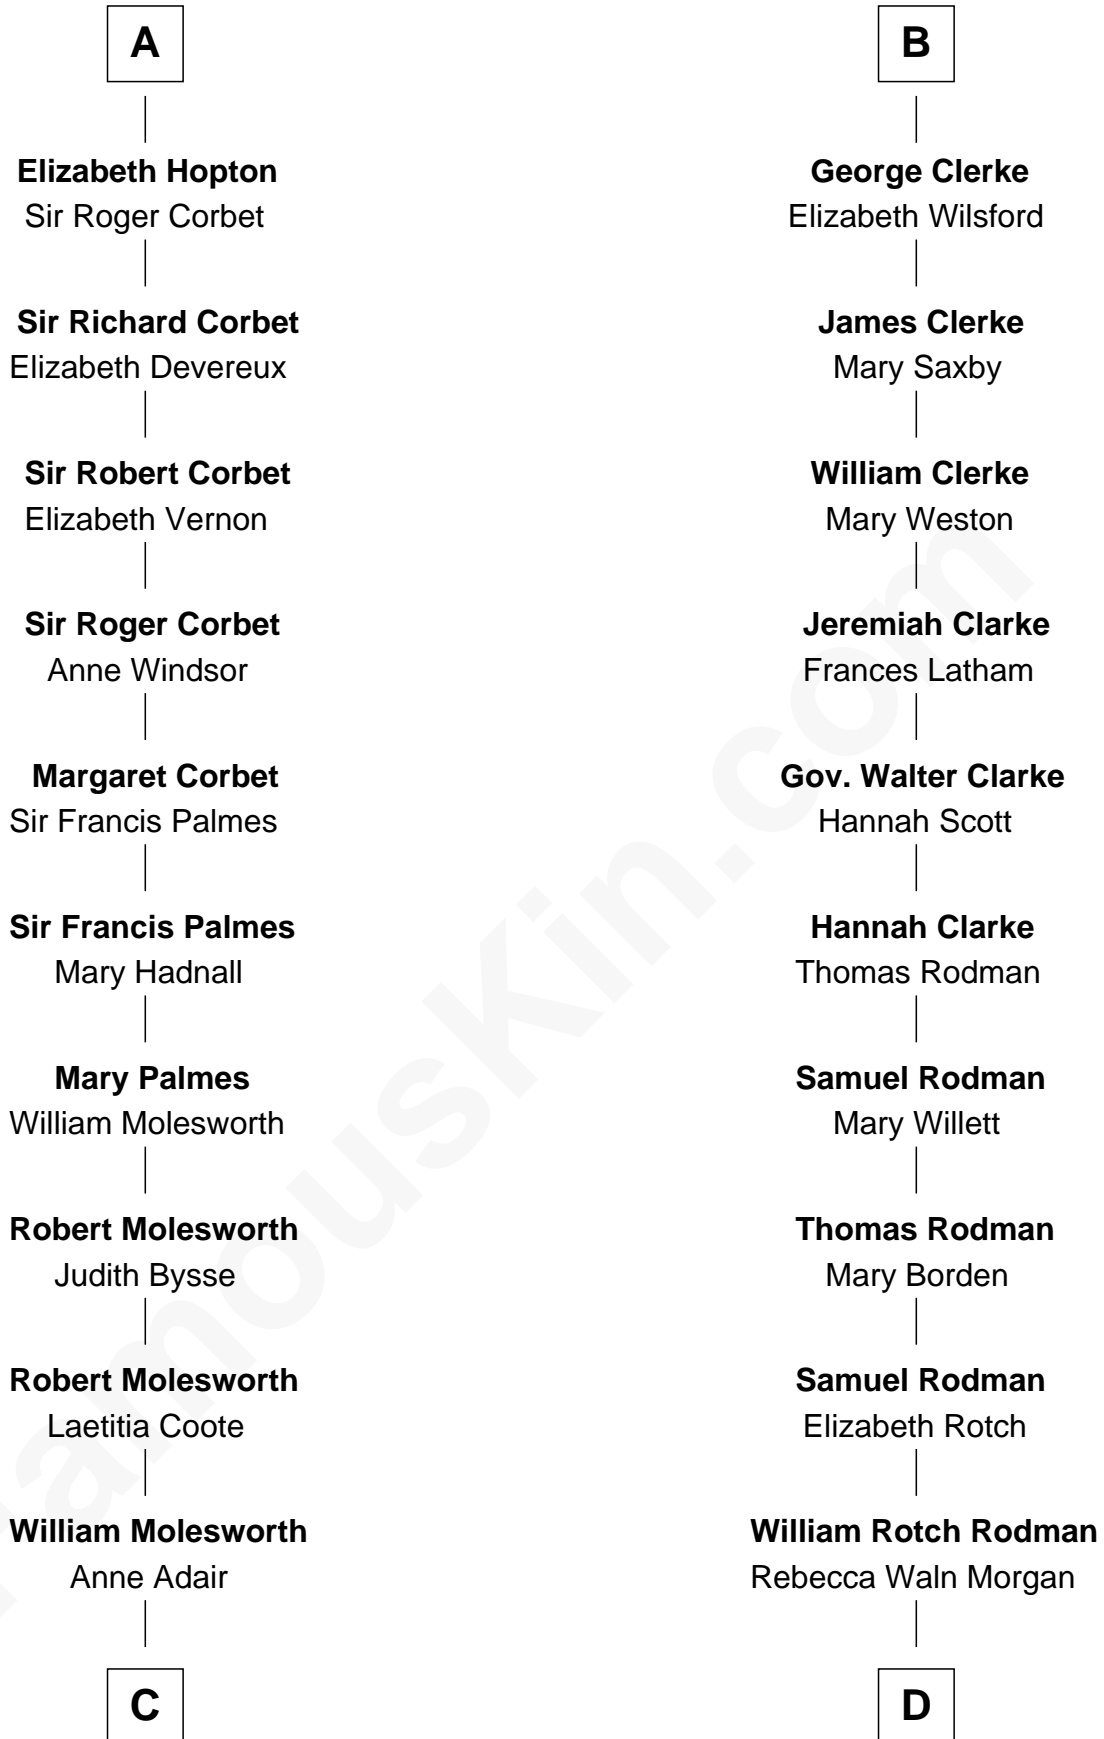 A
Elizabeth Hopton
Sir Roger Corbet
Sir Richard Corbet
Elizabeth Devereux
Sir Robert Corbet
Elizabeth Vernon
Sir Roger Corbet
Anne Windsor
Margaret Corbet
Sir Francis Palmes
Sir Francis Palmes
Mary Hadnall
Mary Palmes
William Molesworth
Robert Molesworth
Judith Bysse
Robert Molesworth
Laetitia Coote
William Molesworth
Anne Adair
C
B
George Clerke
Elizabeth Wilsford
James Clerke
Mary Saxby
William Clerke
Mary Weston
Jeremiah Clarke
Frances Latham
Gov. Walter Clarke
Hannah Scott
Hannah Clarke
Thomas Rodman
Samuel Rodman
Mary Willett
Thomas Rodman
Mary Borden
Samuel Rodman
Elizabeth Rotch
William Rotch Rodman
Rebecca Waln Morgan
D
FamousKin.com